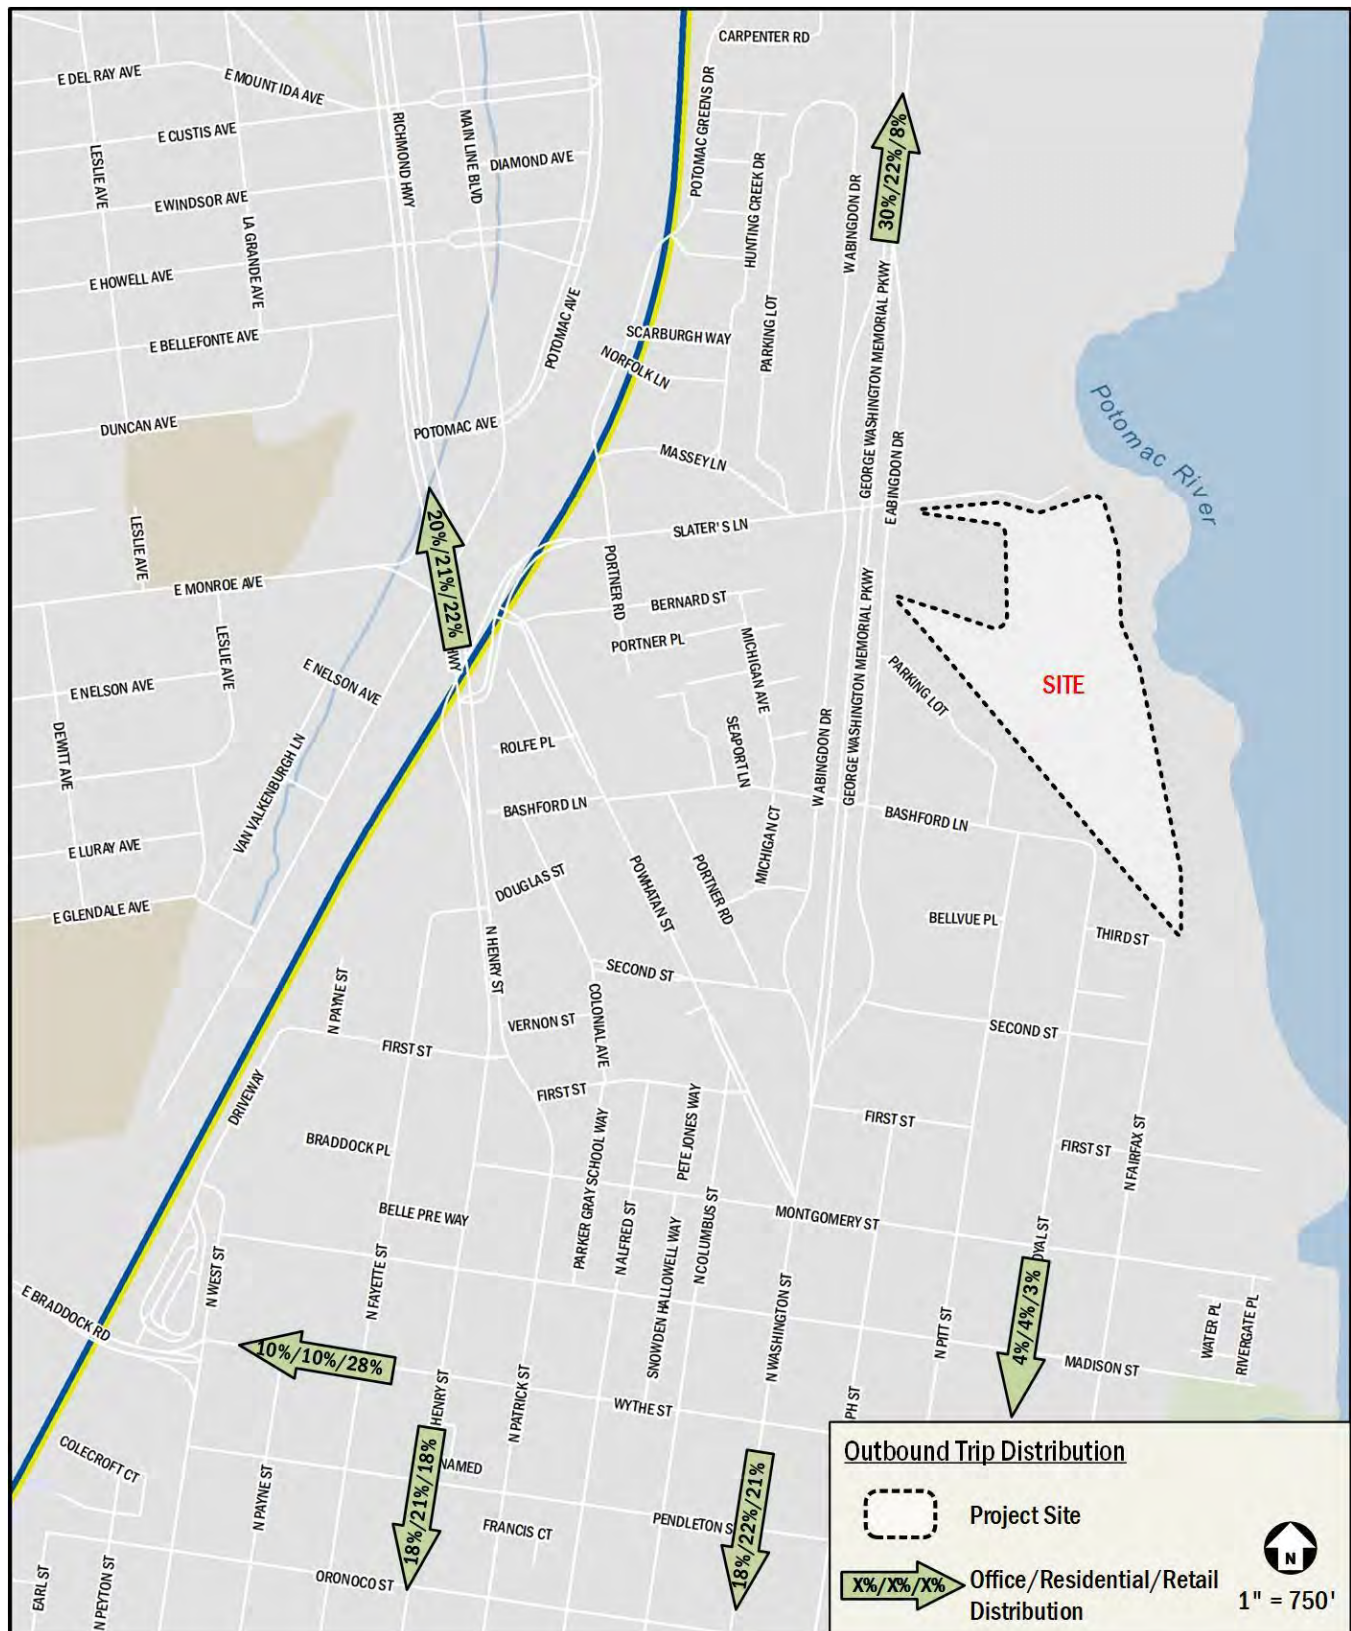 CARPENTER RD
E DEL RAY AVE
E MOUNT IDA AVE
POTOMAC GREENS DR
E CUSTIS AVE
RICHMOND HWY
MAIN LINE BLVD
30%/22%/8%
LESLIE AVE
DIAMOND AVE
HUNTING CREEK DR
W ABINGDON DR
E WINDSOR AVE
LA GRANDE AVE
E HOWELL AVE
POTOMAC AVE
PARKING LOT
GEORGE WASHINGTON MEMORIAL PKWY
E BELLEFONTE AVE
SCARBURGH WAY
NORFOLK LN
Potomac River
DUNCAN AVE
POTOMAC AVE
MASSEY LN
E ABINGDON DR
LESLIE AVE
20%/21%/22%
SLATER'S LN
E MONROE AVE
PORTNER RD
BERNARD ST
GEORGE WASHINGTON MEMORIAL PKWY
PORTNER PL
MICHIGAN AVE
HWY
LESLIE AVE
E NELSON AVE
E NELSON AVE
PARKING LOT
SITE
DEWITT AVE
ROLFE PL
SEAPORT LN
W ABINGDON DR
VAN VALKENBURGH LN
BASHFORD LN
BASHFORD LN
E LURAY AVE
MICHIGAN CT
DOUGLAS ST
POWHATAN ST
PORTNER RD
E GLENDALE AVE
BELLVUE PL
THIRD ST
N HENRY ST
N PAYNE ST
SECOND ST
COLONIAL AVE
VERNON ST
SECOND ST
FIRST ST
DRIVEWAY
FIRST ST
PETE JONES WAY
FIRST ST
FIRST ST
N FAIRFAX ST
BRADDOCK PL
PARKER GRAY SCHOOL WAY
BELLE PRE WAY
N ALFRED ST
SNOWDEN HALLOWELL WAY
N COLUMBUS ST
MONTGOMERY ST
OYAL ST
N WEST ST
N FAYETTE ST
E BRADDOCK RD
N WASHINGTON ST
N PITT ST
4%/4%/3%
WATER PL
RIVERGATE PL
10%/10%/28%
MADISON ST
HENRY ST
N PATRICK ST
WYTHE ST
PH ST
COLECROFT CT
N PAYNE ST
NAMED
18%/21%/18%
FRANCIS CT
PENDLETON S
18%/22%/21%
EARL ST
N PEYTON ST
ORONOCO ST
Outbound Trip Distribution
Project Site
X%/X%/X%
Office/Residential/Retail
Distribution
N
1" = 750'